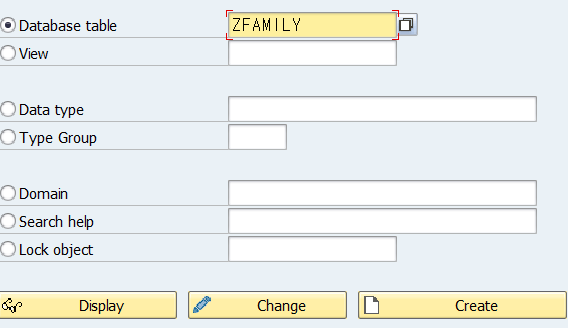 Database table ZFAMILY
View
Data type
Type Group
Domain
Search help
Lock object
Display Change Create